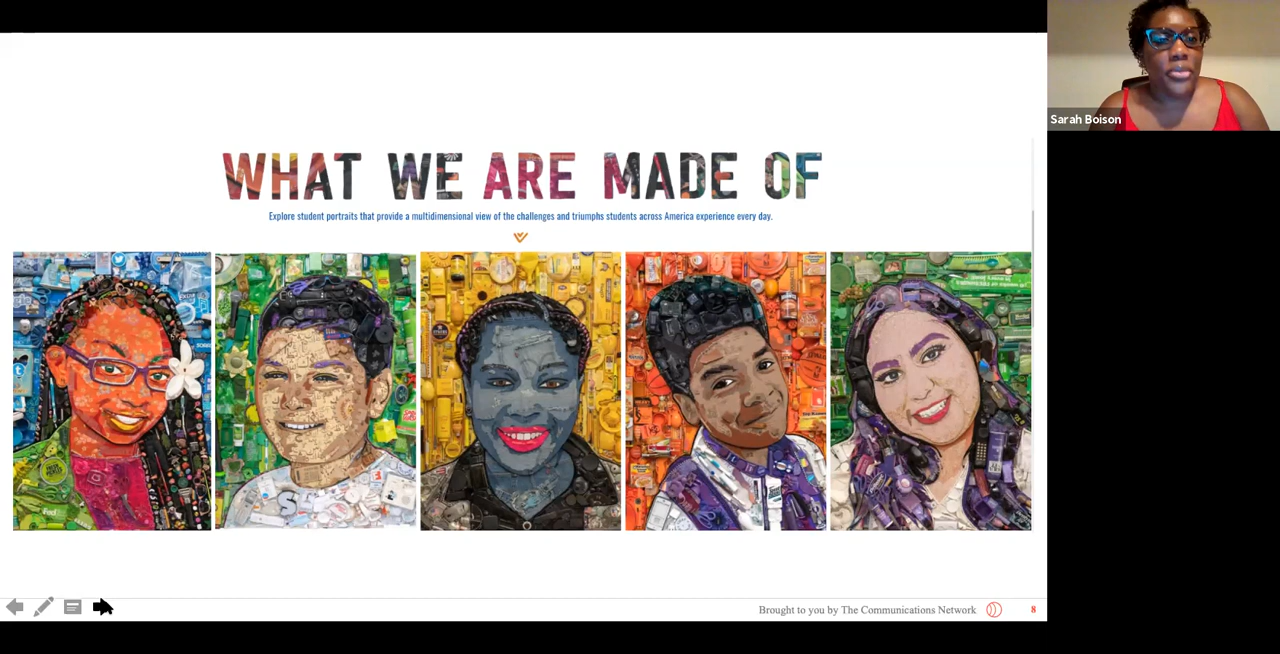 WHAT WE ARE MADE OF
Explore student portraits that provide a multidimensional view of the challenges and triumphs students across America experience every day.
Brought to you by The Communications Network
8
Sarah Boison